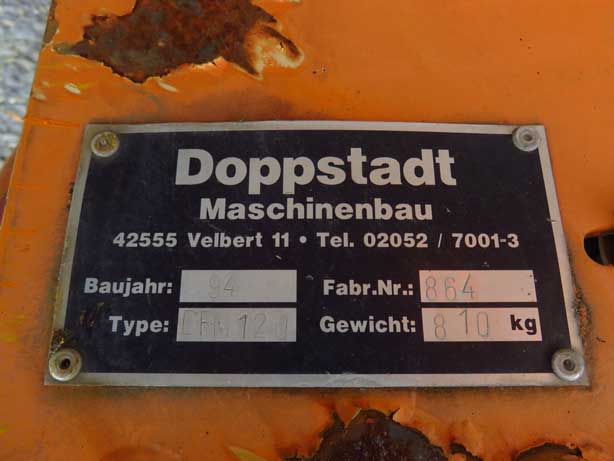 Doppstadt
Maschinenbau
42555 Velbert 11 • Tel. 02052 / 7001-3
Baujahr: 94 Fabr.Nr.: 864
Type: Gewicht: 810 kg